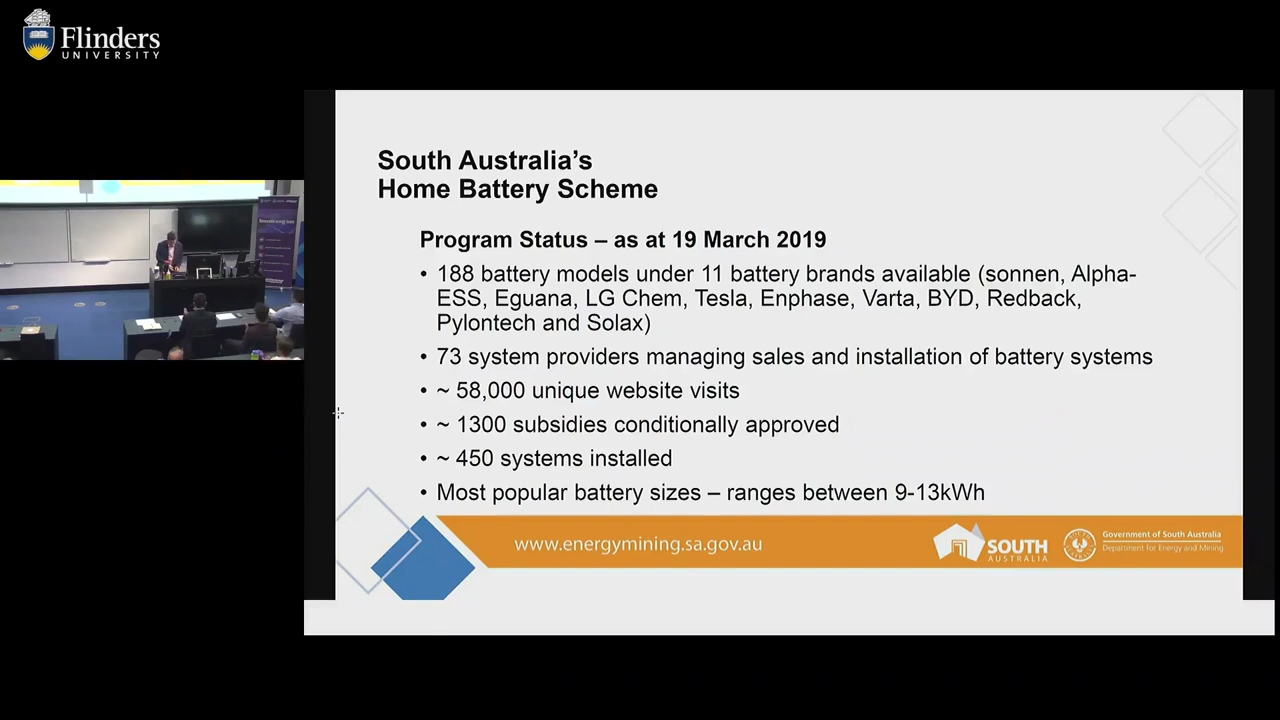 Flinders
UNIVERSITY
South Australia’s
Home Battery Scheme
Program Status – as at 19 March 2019
• 188 battery models under 11 battery brands available (sonnen, Alpha-
ESS, Eguana, LG Chem, Tesla, Enphase, Varta, BYD, Redback,
Pylontech and Solax)
• 73 system providers managing sales and installation of battery systems
• ~ 58,000 unique website visits
• ~ 1300 subsidies conditionally approved
• ~ 450 systems installed
• Most popular battery sizes – ranges between 9-13kWh
www.energymining.sa.gov.au
SOUTH
AUSTRALIA
Government of South Australia
Department for Energy and Mining